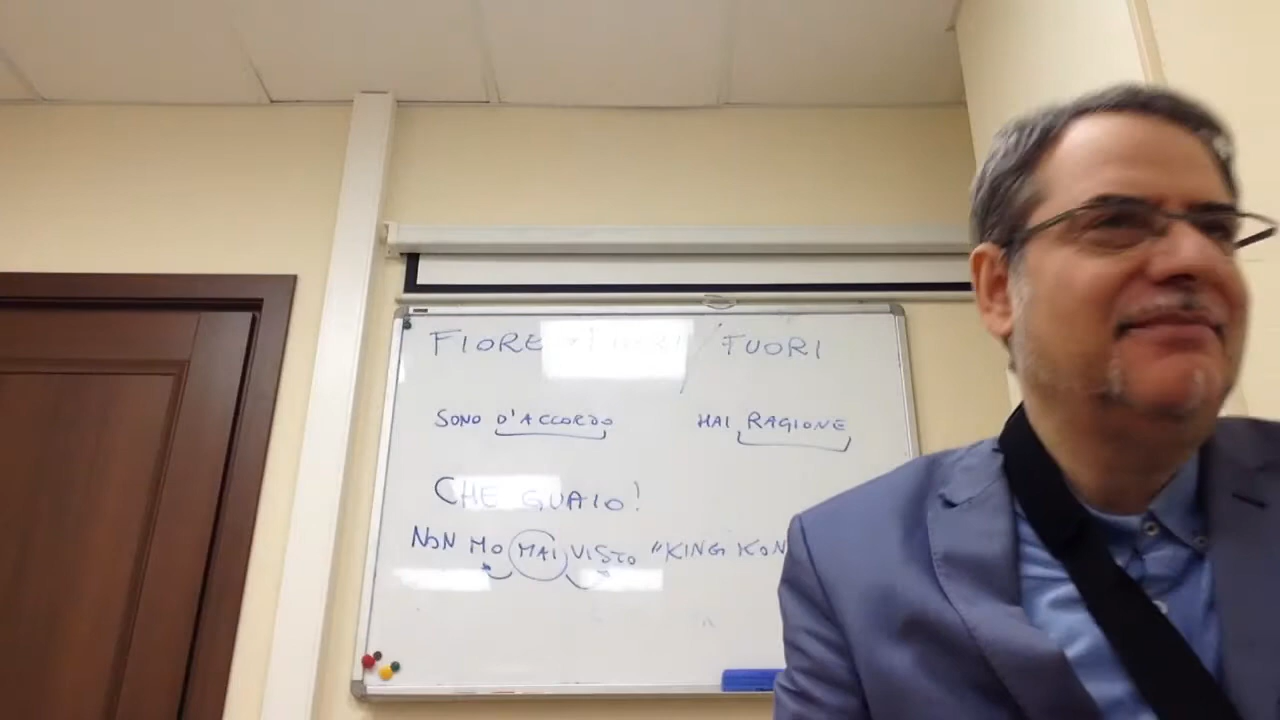 FIORE / FUORI
SONO D'ACCORDO HAI RAGIONE
CHE GUAIO!
NON HO MAI VISTO "KING KON